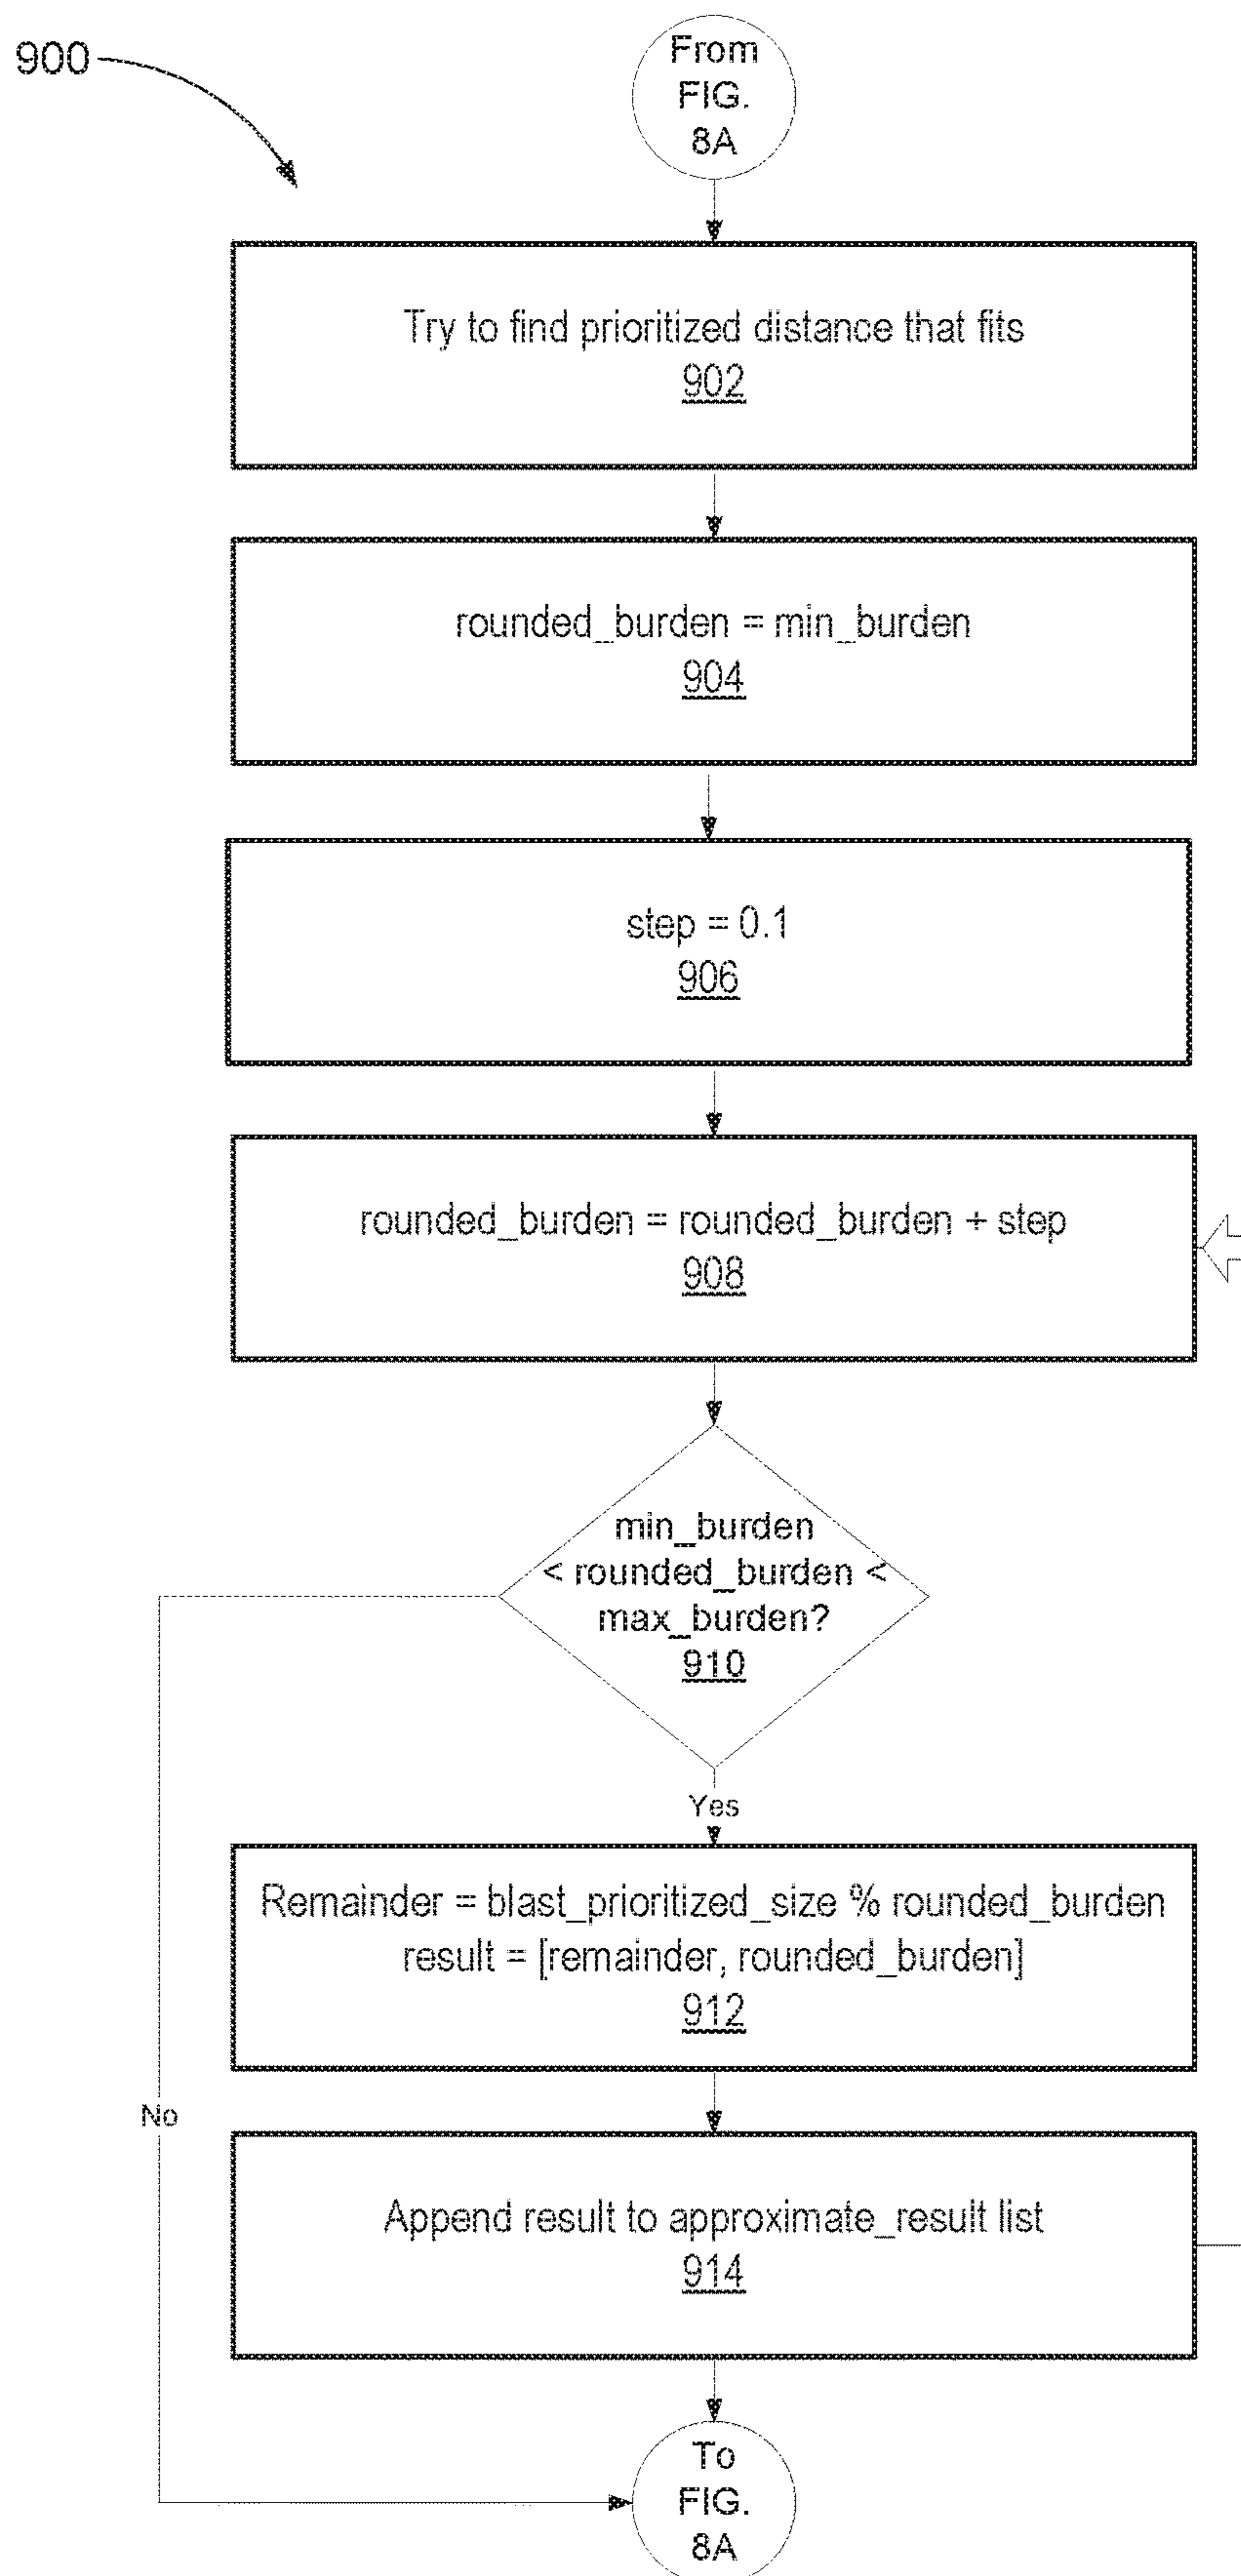 900
From
FIG.
8A
Try to find prioritized distance that fits
902
rounded_burden = min_burden
904
step = 0.1
906
rounded_burden = rounded_burden + step
908
min_burden
< rounded_burden <
max_burden?
910
Yes
Remainder = blast_prioritized_size % rounded_burden
result = [remainder, rounded_burden]
912
No
Append result to approximate_result list
914
To
FIG.
8A